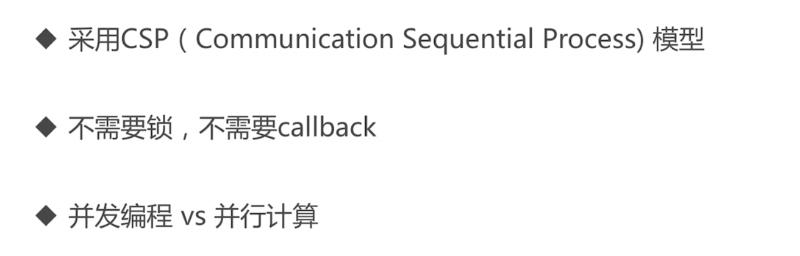 ◆ 采用CSP（Communication Sequential Process) 模型
◆ 不需要锁，不需要callback
◆ 并发编程 vs 并行计算